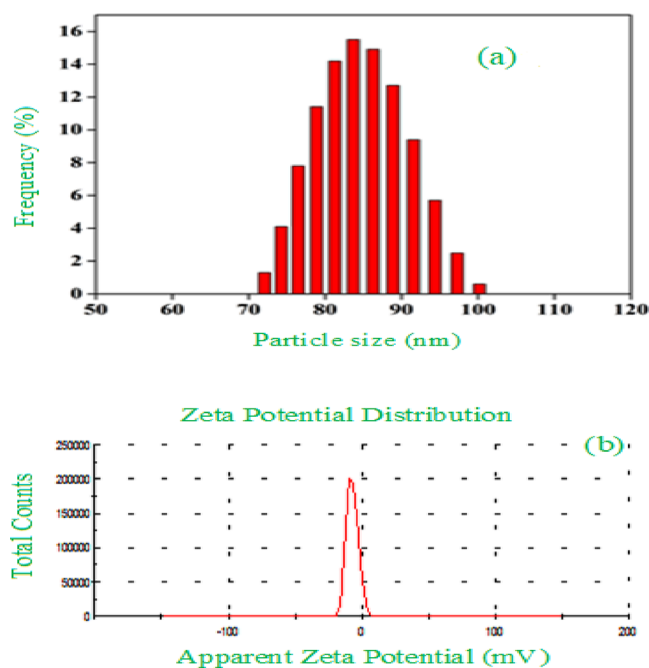 16
14
12
10
8
6
4
2
0
Frequency (%)
(a)
50 60 70 80 90 100 110 120
Particle size (nm)
Zeta Potential Distribution
(b)
250000
200000
150000
100000
50000
0
Total Counts
-100 0 100 200
Apparent Zeta Potential (mV)